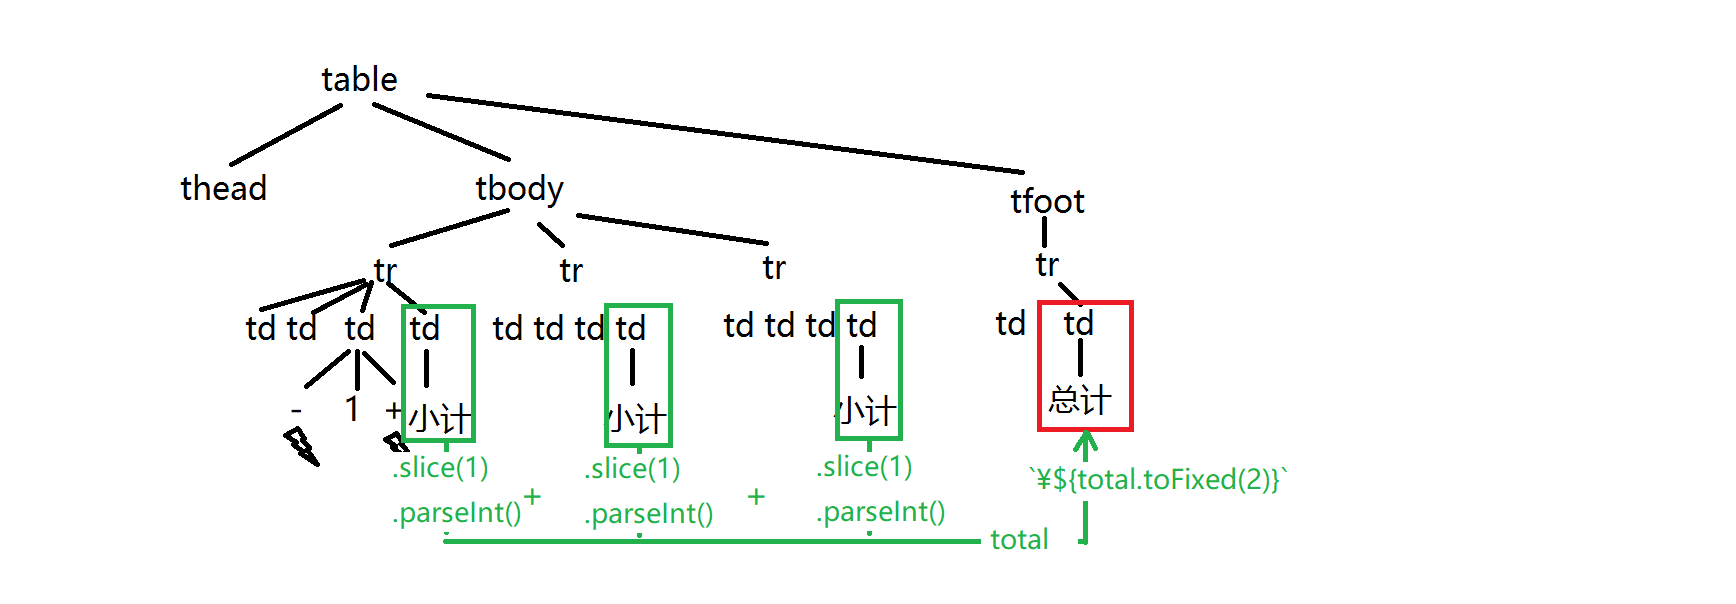 table
thead tbody tfoot
tr tr tr tr
td td td td td td td td td td td td td td
- 1 + 小计 小计 小计 总计
.slice(1) .slice(1) .slice(1) `¥${total.toFixed(2)}`
+ +
.parseInt() .parseInt() .parseInt()
total